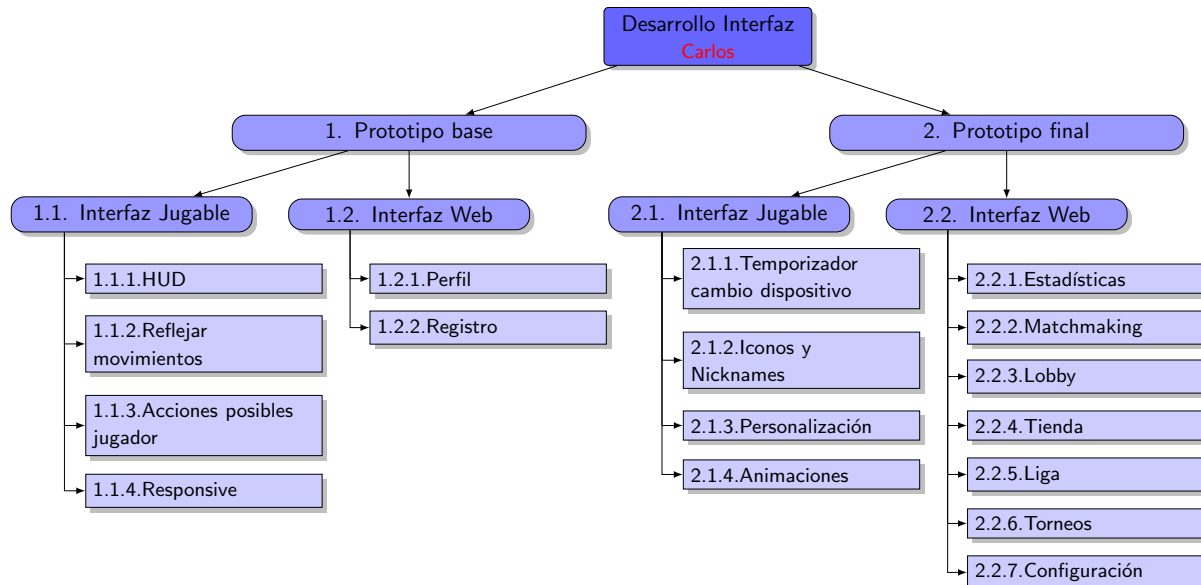 Desarrollo Interfaz
Carlos
1. Prototipo base
2. Prototipo final
1.1. Interfaz Jugable
1.2. Interfaz Web
2.1. Interfaz Jugable
2.2. Interfaz Web
1.1.1.HUD
1.1.2.Reflejar
movimientos
1.1.3.Acciones posibles
jugador
1.1.4.Responsive
1.2.1.Perfil
1.2.2.Registro
2.1.1.Temporizador
cambio dispositivo
2.1.2.Iconos y
Nicknames
2.1.3.Personalización
2.1.4.Animaciones
2.2.1.Estadísticas
2.2.2.Matchmaking
2.2.3.Lobby
2.2.4.Tienda
2.2.5.Liga
2.2.6.Torneos
2.2.7.Configuración